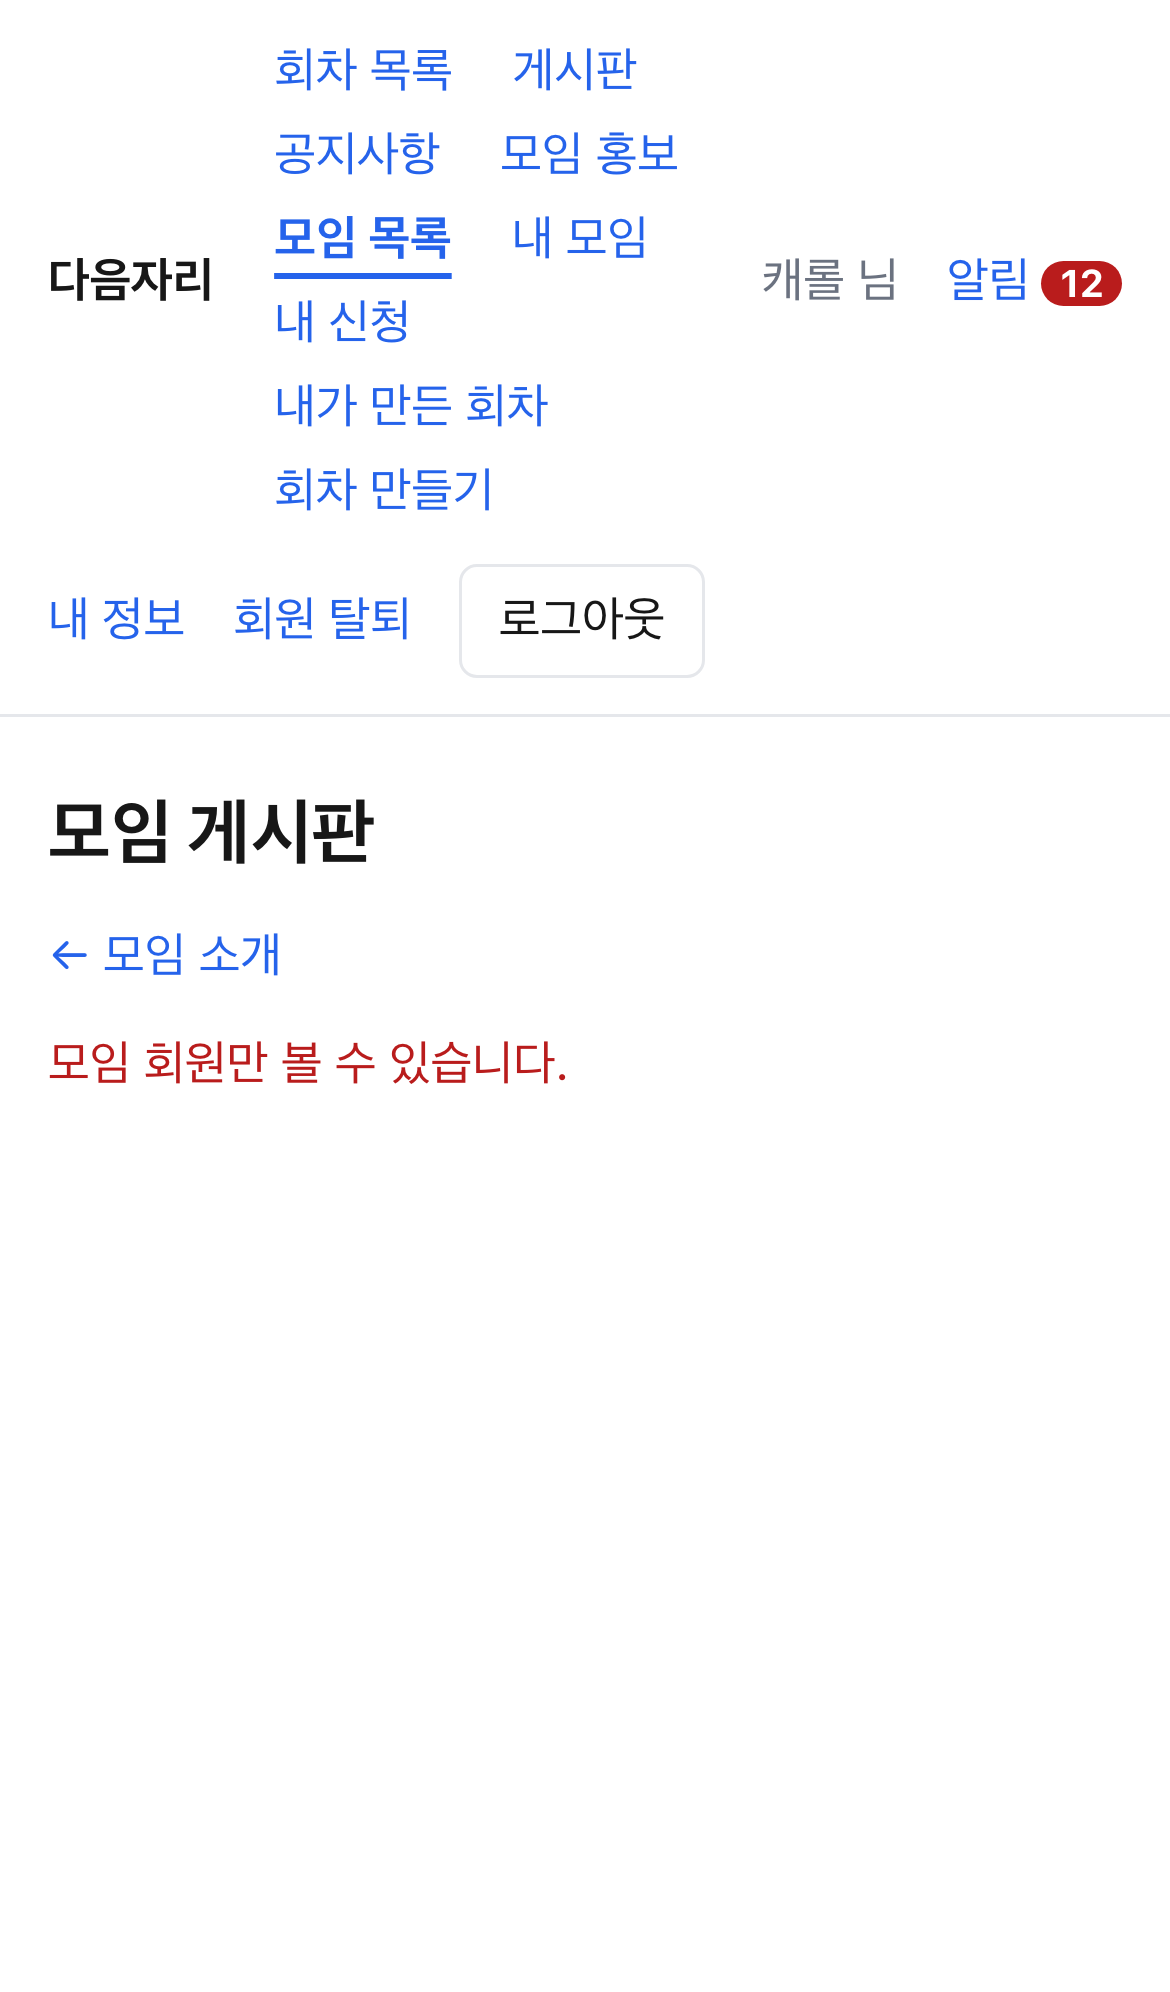 다음자리
회차 목록 게시판
공지사항 모임 홍보
모임 목록 내 모임
내 신청
내가 만든 회차
회차 만들기
캐롤 님 알림 12
내 정보 회원 탈퇴 로그아웃
모임 게시판
← 모임 소개
모임 회원만 볼 수 있습니다.